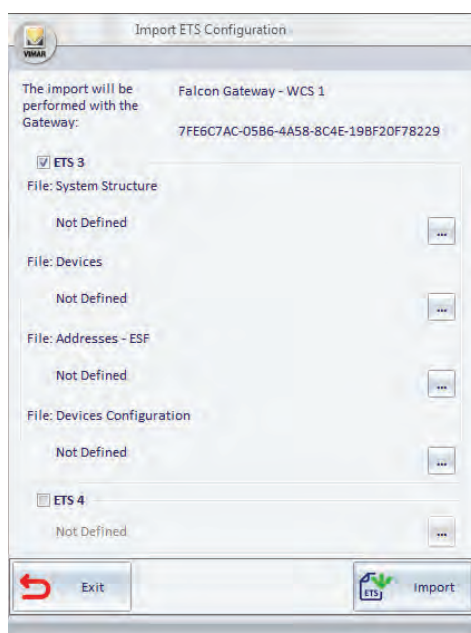 Import ETS Configuration
VIMAR
The import will be
performed with the
Gateway:
Falcon Gateway - WCS 1
7FE6C7AC-05B6-4A58-8C4E-19BF20F78229
ETS 3
File: System Structure
Not Defined
...
File: Devices
Not Defined
...
File: Addresses - ESF
Not Defined
...
File: Devices Configuration
Not Defined
...
ETS 4
Not Defined
...
Exit
ETS
Import